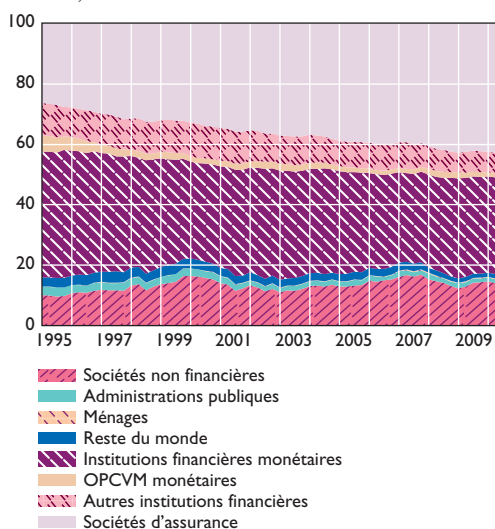 100
80
60
40
20
0
1995 1997 1999 2001 2003 2005 2007 2009
Sociétés non financières
Administrations publiques
Ménages
Reste du monde
Institutions financières monétaires
OPCVM monétaires
Autres institutions financières
Sociétés d'assurance